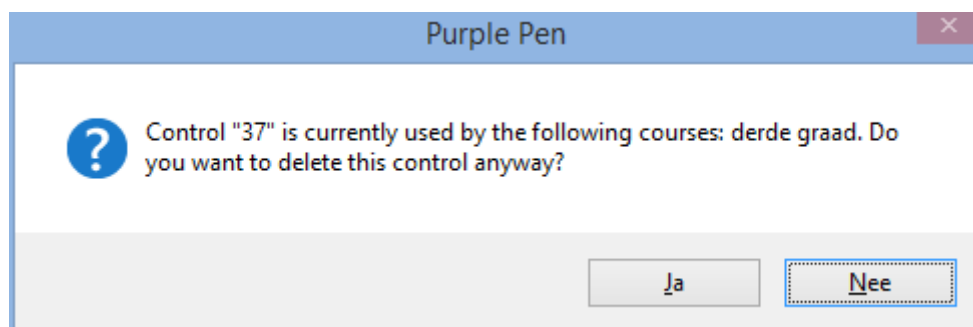 Purple Pen
Control "37" is currently used by the following courses: derde graad. Do
you want to delete this control anyway?
Ja
Nee